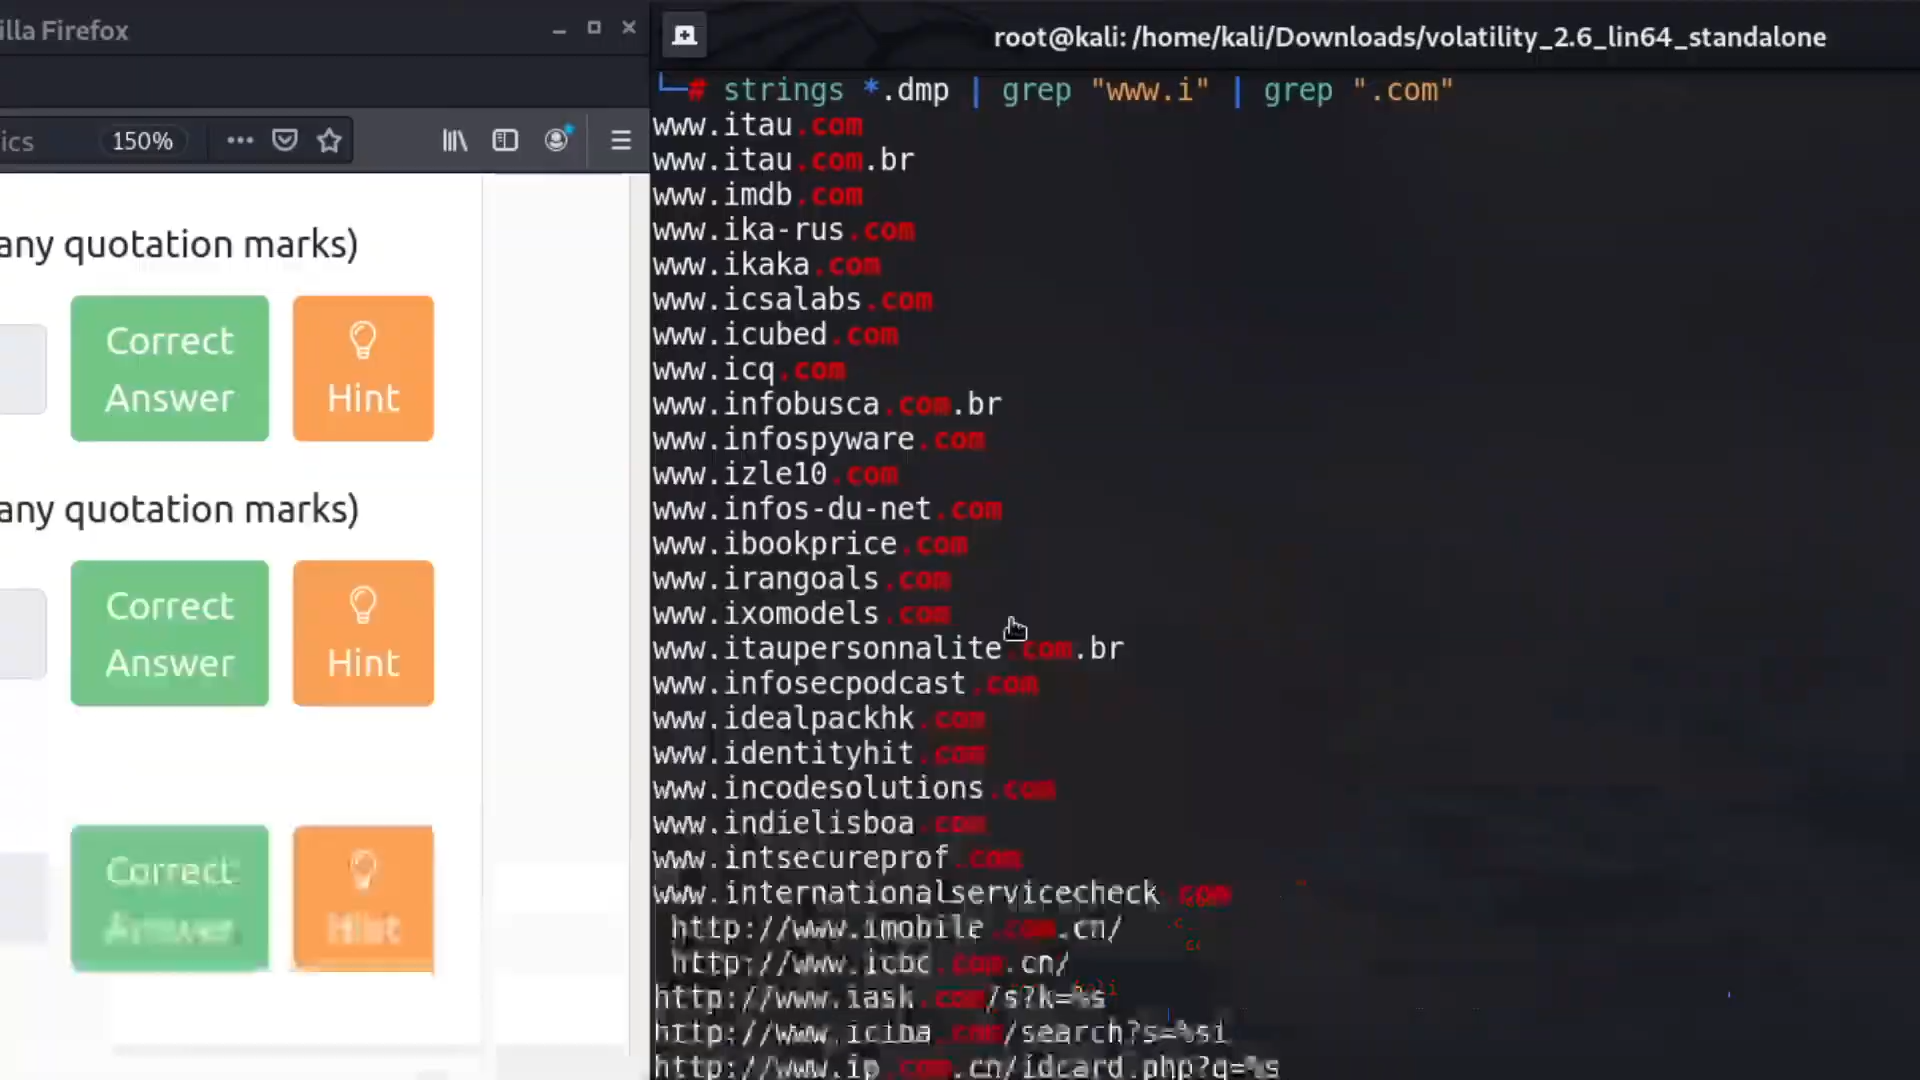 illa Firefox
ics
150%
any quotation marks)
Correct
Answer
Hint
any quotation marks)
Correct
Answer
Hint
Correct
Answer
Hint
root@kali: /home/kali/Downloads/volatility_2.6_lin64_standalone
# strings *.dmp | grep "www.i" | grep ".com"
www.itau.com
www.itau.com.br
www.imdb.com
www.ika-rus.com
www.ikaka.com
www.icsalabs.com
www.icubed.com
www.icq.com
www.infobusca.com.br
www.infospyware.com
www.izle10.com
www.infos-du-net.com
www.ibookprice.com
www.irangoals.com
www.ixomodels.com
www.itaupersonnalite.com.br
www.infosecpodcast.com
www.idealpackhk.com
www.identityhit.com
www.incodesolutions.com
www.indielisboa.com
www.intsecureprof.com
www.internationalservicecheck.com
http://www.imobile.com.cn/
http://www.icbc.com.cn/
http://www.iask.com/s?k=%s
http://www.iciba.com/search?s=%si
http://www.ip.com.cn/idcard.php?q=%s